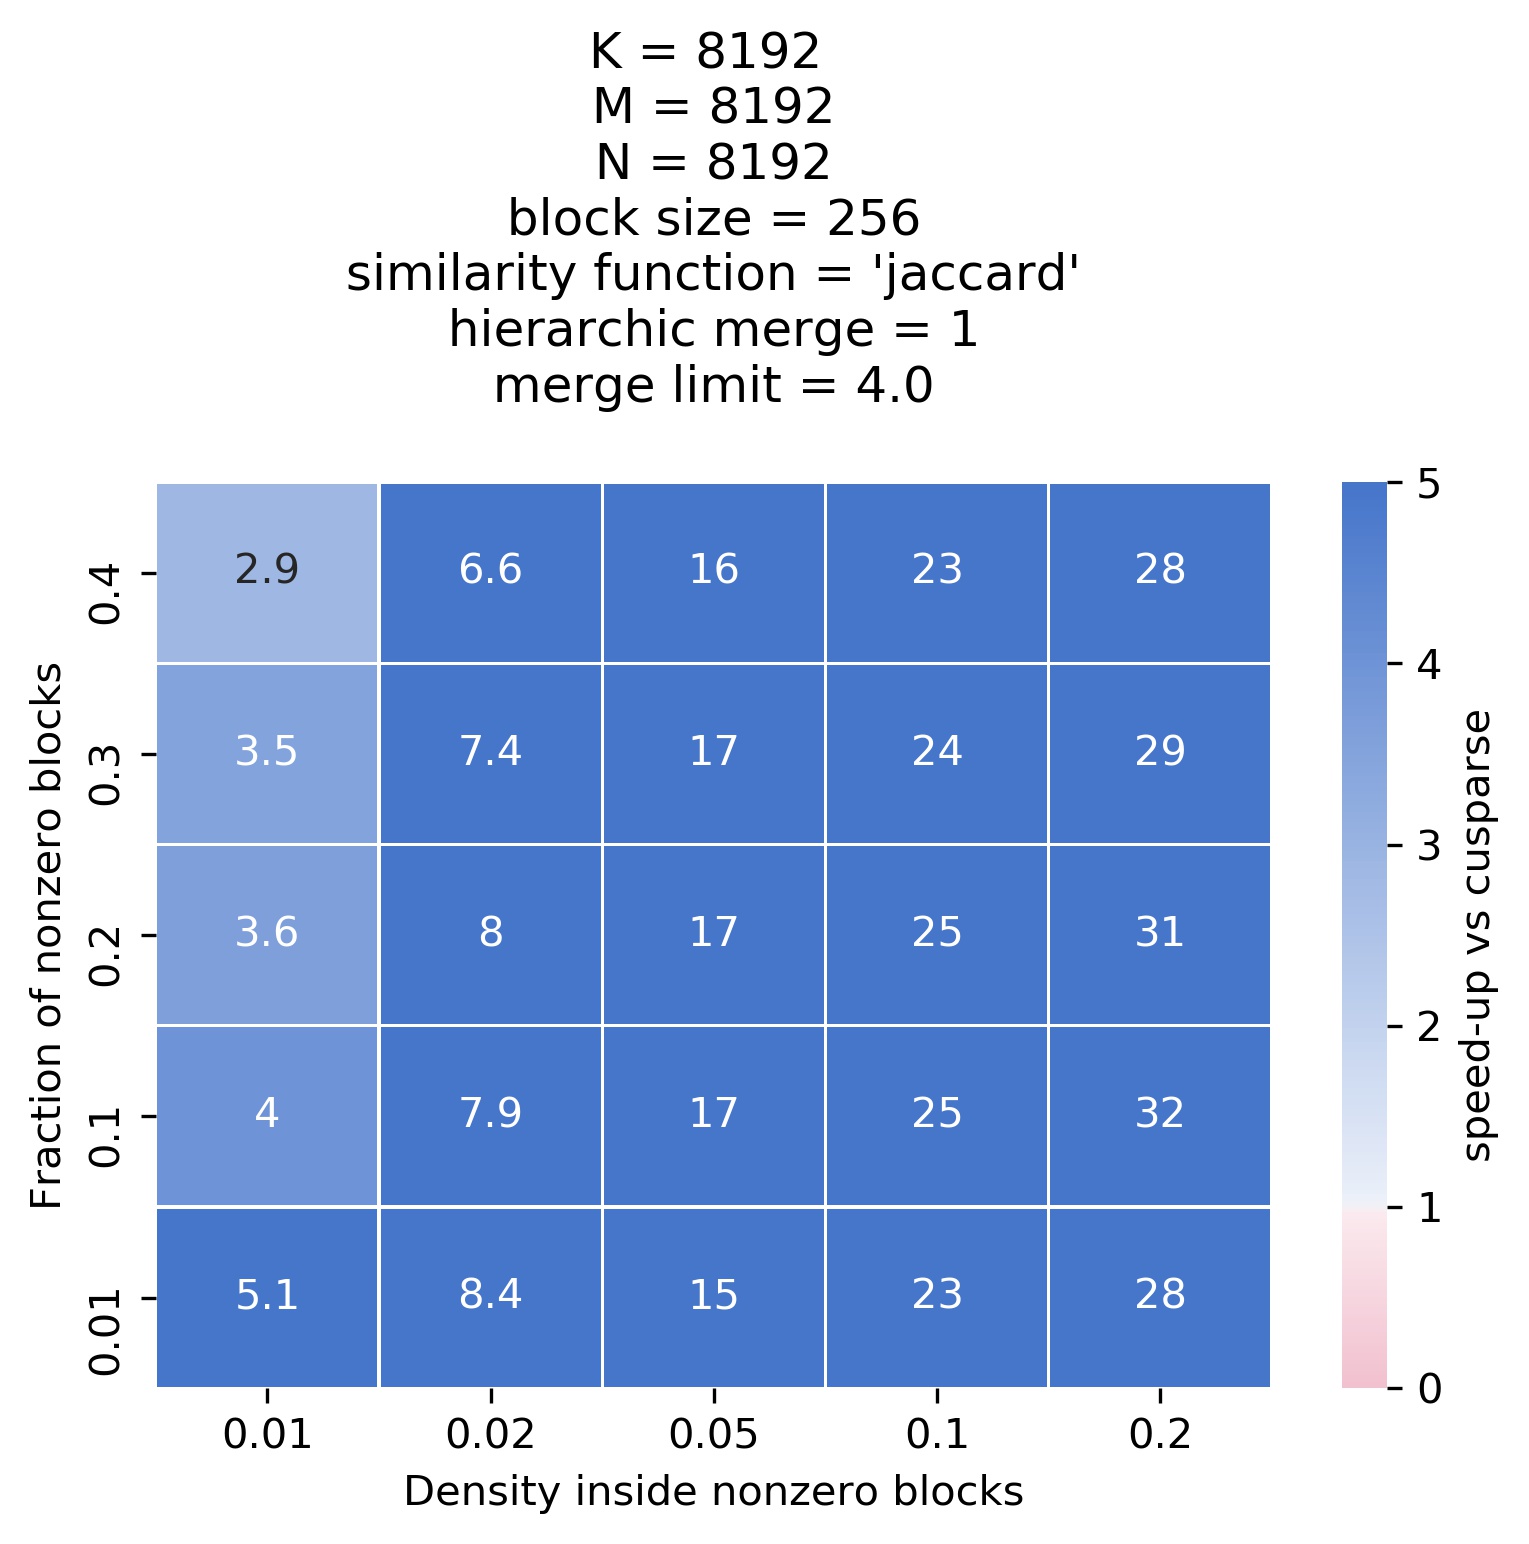 K = 8192
M = 8192
N = 8192
block size = 256
similarity function = 'jaccard'
hierarchic merge = 1
merge limit = 4.0
Fraction of nonzero blocks
0.4 2.9 6.6 16 23 28
0.3 3.5 7.4 17 24 29
0.2 3.6 8 17 25 31
0.1 4 7.9 17 25 32
0.01 5.1 8.4 15 23 28
0.01 0.02 0.05 0.1 0.2
Density inside nonzero blocks
5
4
3
2
1
0
speed-up vs cusparse